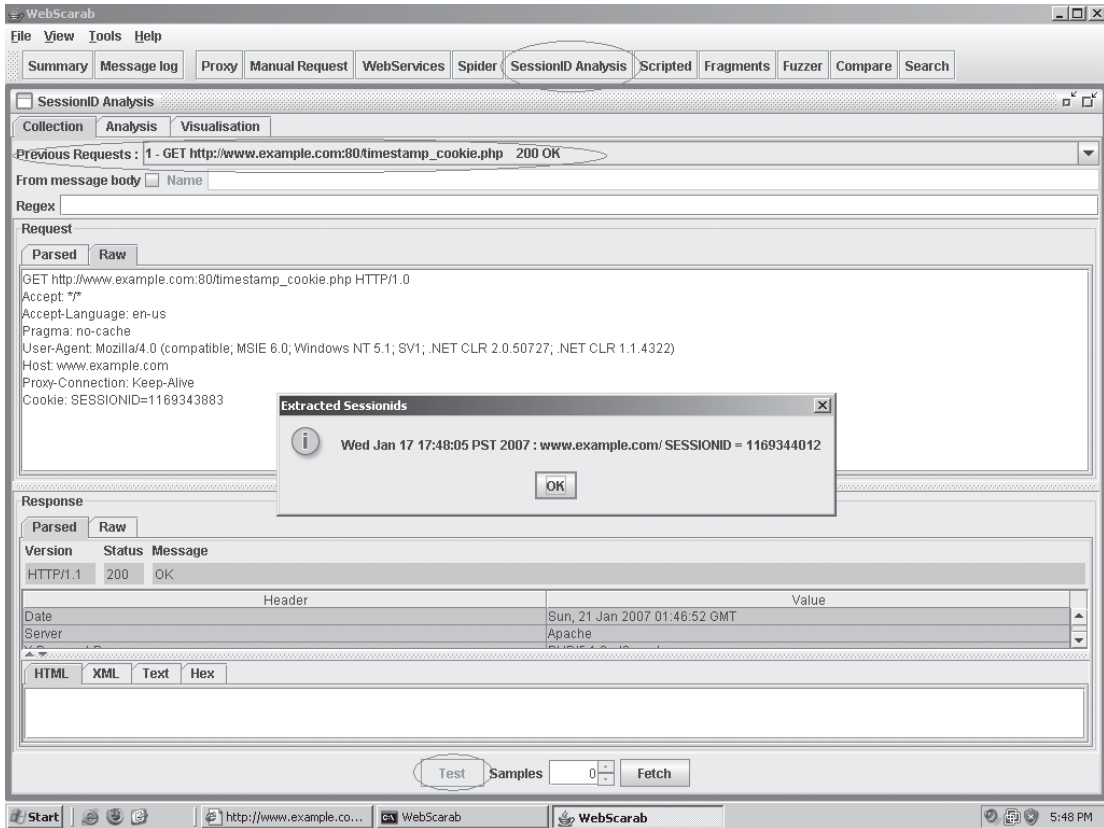 WebScarab
File View Tools Help
Summary Message log Proxy Manual Request WebServices Spider SessionID Analysis Scripted Fragments Fuzzer Compare Search
SessionID Analysis
Collection Analysis Visualisation
Previous Requests : 1 - GET http://www.example.com:80/timestamp_cookie.php 200 OK
From message body Name
Regex
Request
Parsed Raw
GET http://www.example.com:80/timestamp_cookie.php HTTP/1.0
Accept: */*
Accept-Language: en-us
Pragma: no-cache
User-Agent: Mozilla/4.0 (compatible; MSIE 6.0; Windows NT 5.1; SV1; .NET CLR 2.0.50727; .NET CLR 1.1.4322)
Host: www.example.com
Proxy-Connection: Keep-Alive
Cookie: SESSIONID=1169343883
Extracted Sessionids
Wed Jan 17 17:48:05 PST 2007 : www.example.com/ SESSIONID = 1169344012
OK
Response
Parsed Raw
Version Status Message
HTTP/1.1 200 OK
Header Value
Date Sun, 21 Jan 2007 01:46:52 GMT
Server Apache
HTML XML Text Hex
Test Samples 0 Fetch
Start http://www.example.co... WebScarab WebScarab 5:48 PM